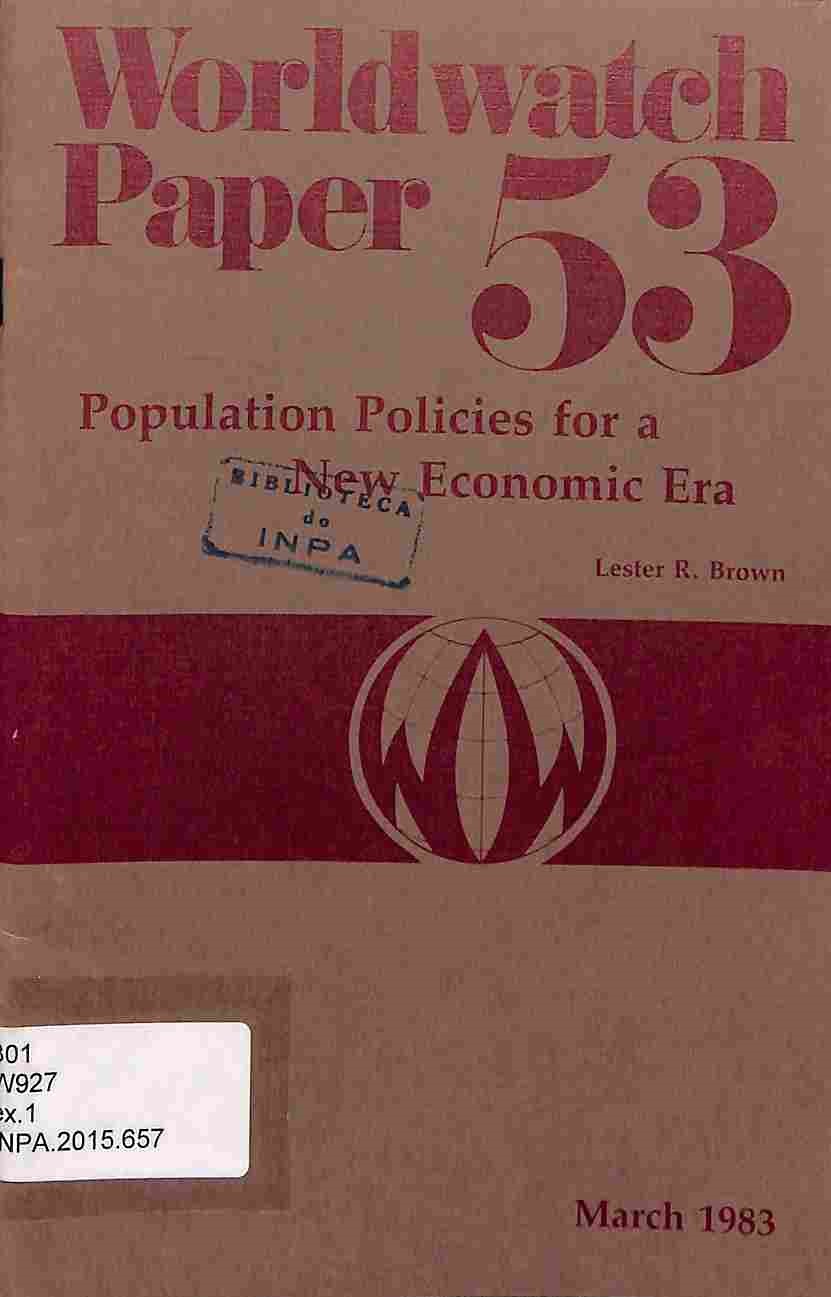 Worldwatch
Paper 53
Population Policies for a
New Economic Era
BIBLIOTECA
do
INPA
Lester R. Brown
301
W927
ex.1
INPA.2015.657
March 1983